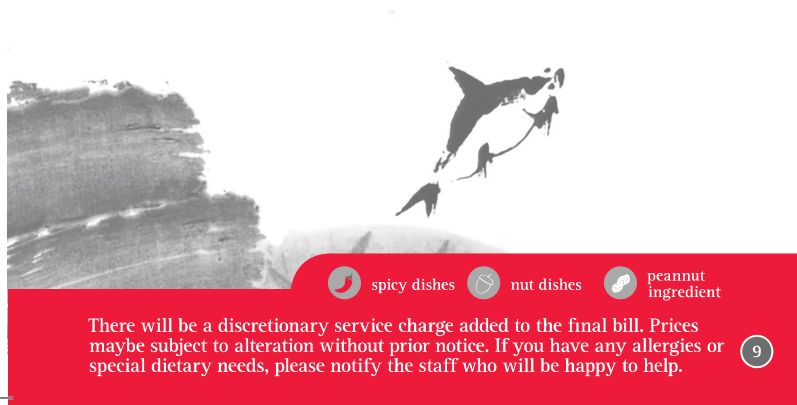 spicy dishes
nut dishes
peannut
ingredient
There will be a discretionary service charge added to the final bill. Prices
maybe subject to alteration without prior notice. If you have any allergies or
special dietary needs, please notify the staff who will be happy to help.
9